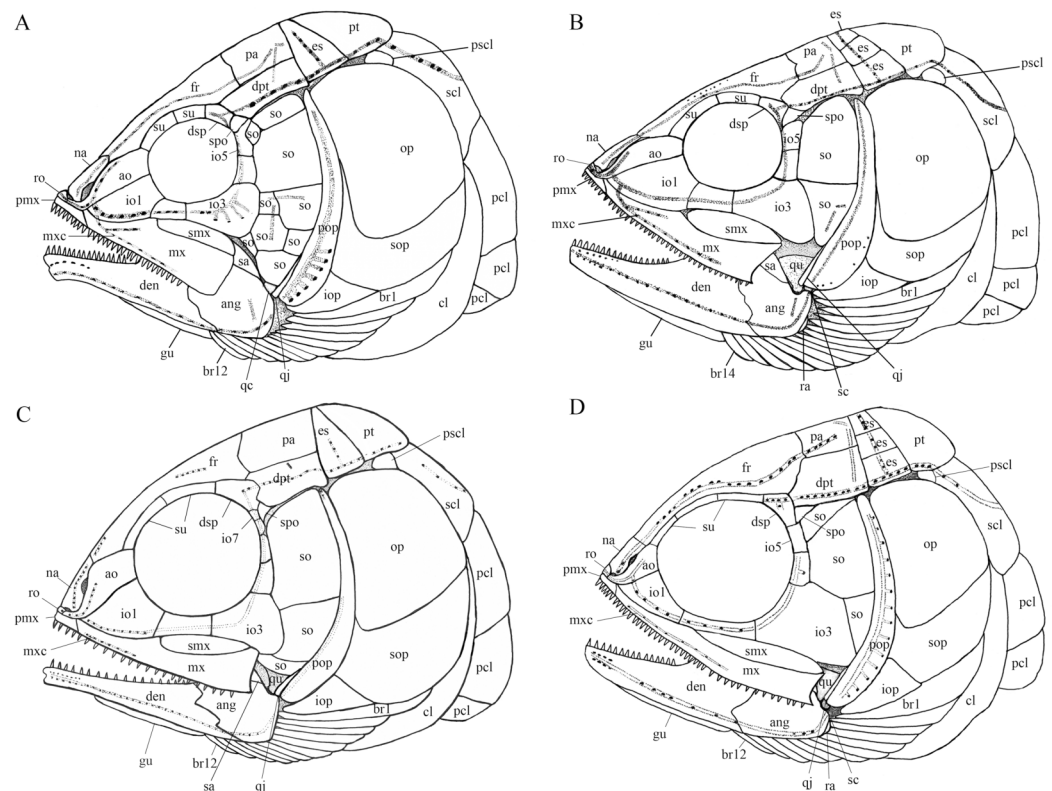 A
pt
es
pscl
pa
scl
fr
dpt
su
so
su
dsp
spo
so
op
na
io5
so
ro
ao
pmx
io1
io3
so
so
pcl
mxc
smx
so
pop
mx
so
so
sop
sa
so
den
iop
pcl
ang
br1
cl
pcl
gu
br12
qc
qj
B
es
pt
pa
es
pscl
fr
dpt
su
scl
su
dsp
spo
na
io5
op
ro
ao
so
pmx
io1
io3
so
mxc
smx
pop
pcl
mx
sop
sa
qu
den
iop
pcl
br1
cl
ang
pcl
gu
br14
ra
sc
qj
C
es
pt
pscl
pa
fr
dpt
scl
dsp
spo
su
io7
so
op
na
ao
pcl
ro
io1
io3
so
pmx
smx
mxc
so
pop
sop
mx
qu
pcl
den
iop
ang
br1
cl
pcl
gu
br12
sa
qj
D
es
pa
es
pt
fr
es
pscl
dpt
su
so
scl
dsp
spo
na
io5
so
op
ro
ao
pmx
io1
so
pcl
mxc
io3
smx
sop
pop
mx
qu
den
iop
pcl
br1
ang
cl
gu
br12
qj
ra
sc